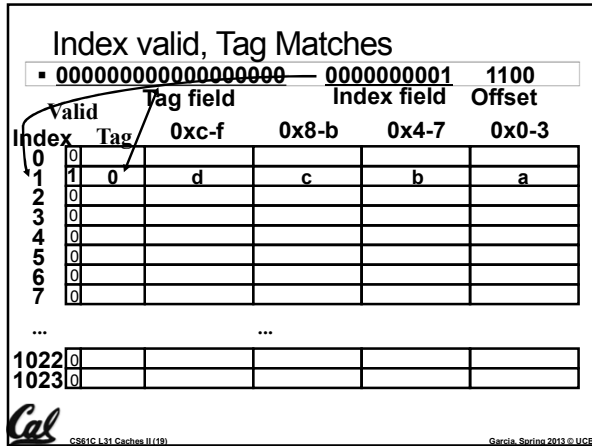 Index valid, Tag Matches
▪ 000000000000000000 0000000001 1100
Tag field Index field Offset
Valid
Index Tag 0xc-f 0x8-b 0x4-7 0x0-3
0 0
1 1 0 d c b a
2 0
3 0
4 0
5 0
6 0
7 0
... ...
1022 0
1023 0
Cal CS61C L31 Caches II (19) Garcia, Spring 2013 © UCB